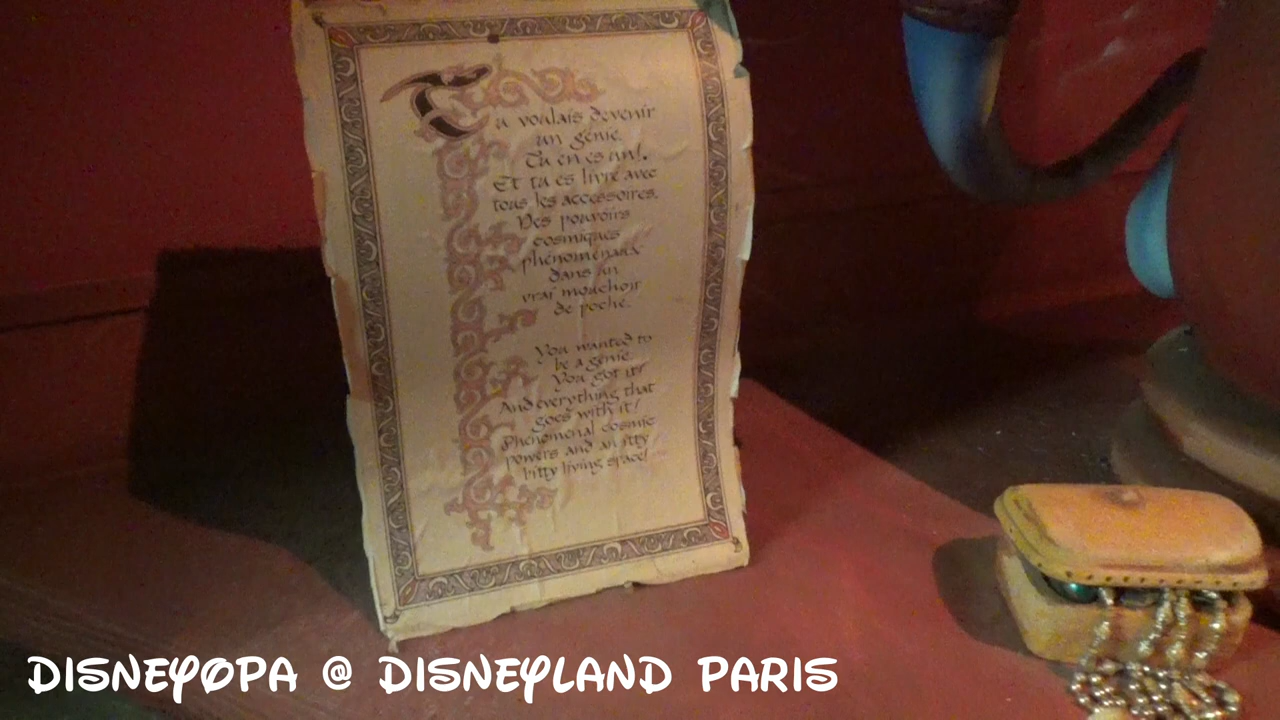 Tu voulais devenir
un génie.
Tu en es un!.
Et tu es livré avec
tous les accessoires.
Des pouvoirs
cosmiques
phénoménaux
dans un
vrai mouchoir
de poche.
You wanted to
be a genie.
You got it!
And everything that
goes with it!
Phenomenal cosmic
powers and an itty
bitty living space!
DISNEYOPA @ DISNEYLAND PARIS